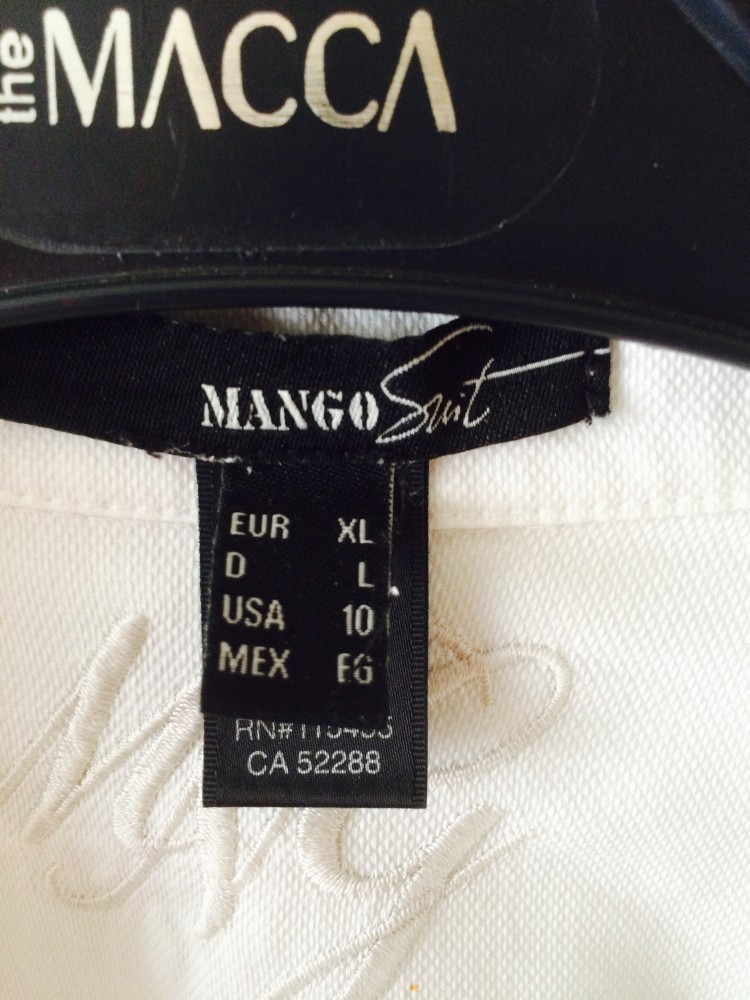 the MACCA
MANGO Suit
EUR XL
D L
USA 10
MEX EG
CA 52288